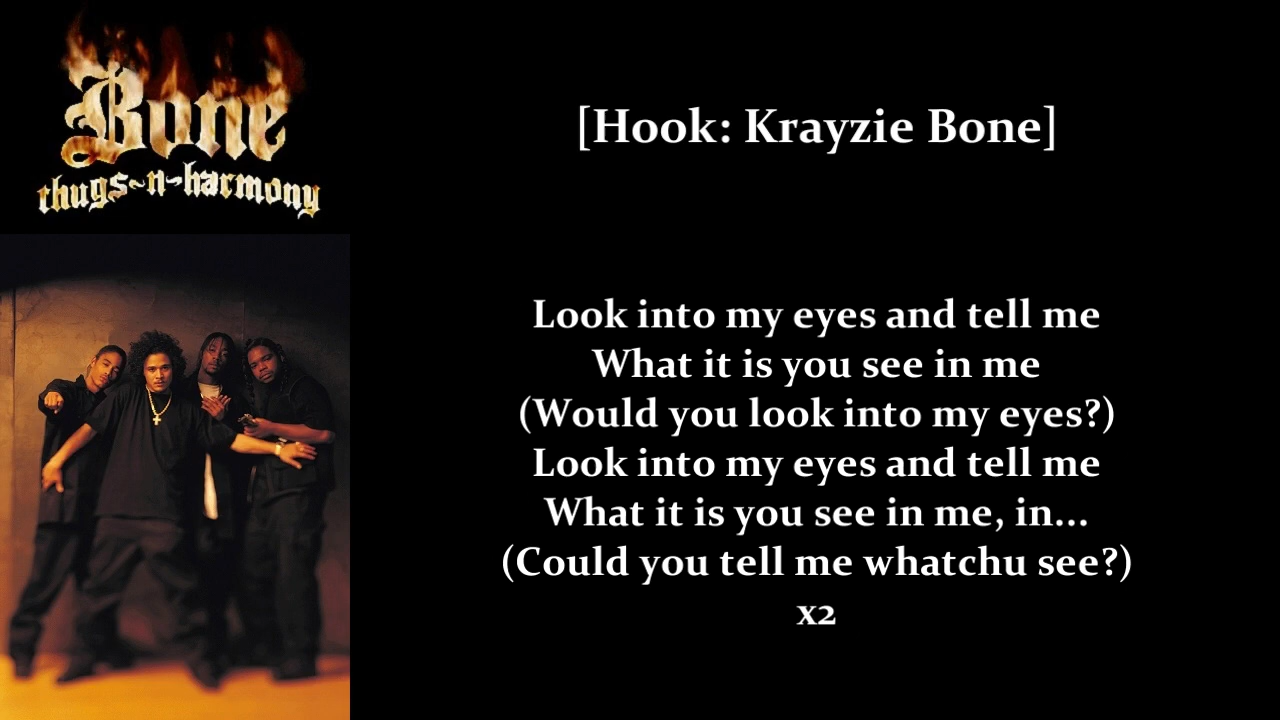 Bone
thugs~n~harmony
[Hook: Krayzie Bone]
Look into my eyes and tell me
What it is you see in me
(Would you look into my eyes?)
Look into my eyes and tell me
What it is you see in me, in...
(Could you tell me whatchu see?)
x2